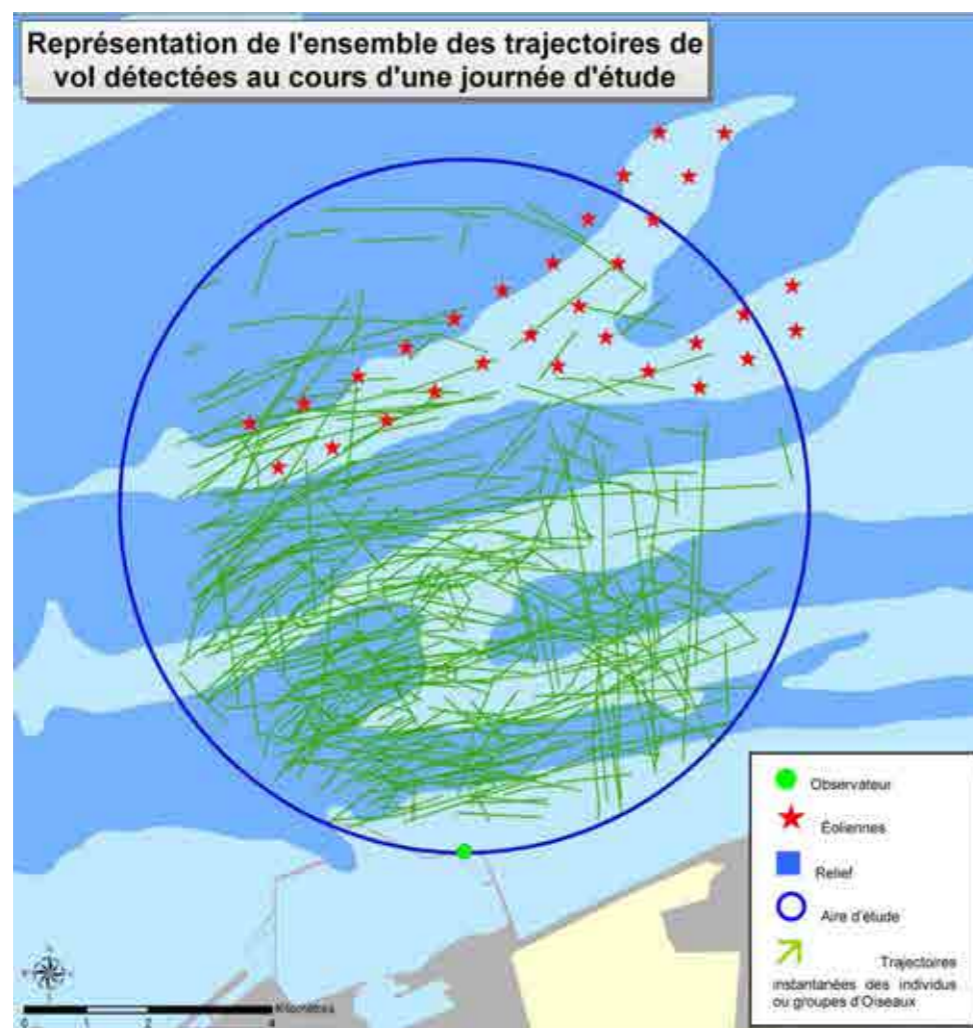 Représentation de l'ensemble des trajectoires de
vol détectées au cours d'une journée d'étude
Observateur
Éoliennes
Relief
Aire d'étude
Trajectoires
instantanées des individus
ou groupes d'Oiseaux
Kilomètres
0 1 2 4